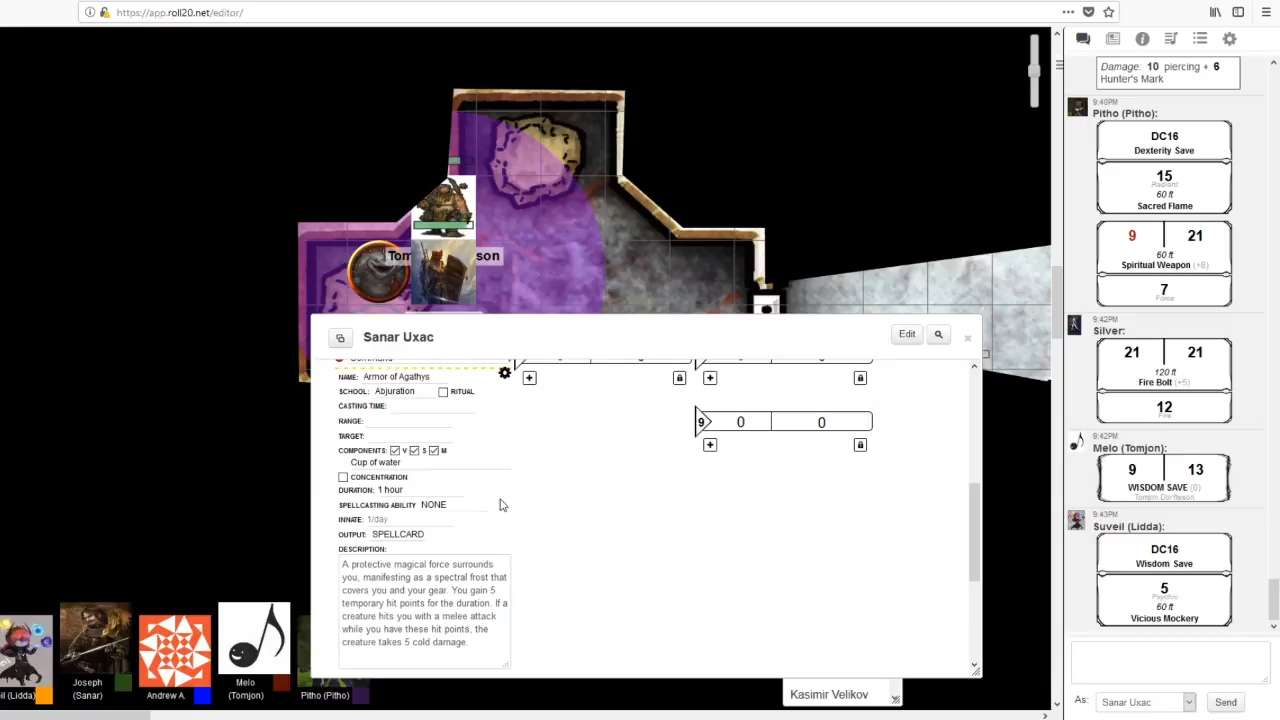 https://app.roll20.net/editor/
Damage: 10 piercing + 6
Hunter's Mark
9:40PM
Pitho (Pitho):
DC16
Dexterity Save
15
Radiant
60 ft
Sacred Flame
9 21
60 ft
Spiritual Weapon (+8)
7
Force
9:42PM
Silver:
21 21
120 ft
Fire Bolt (+5)
12
Fire
9:42PM
Melo (Tomjon):
9 13
WISDOM SAVE (0)
Tomjon Dorfisson
9:43PM
Suveil (Lidda):
DC16
Wisdom Save
5
Psychic
60 ft
Vicious Mockery
As: Sanar Uxac Send
Sanar Uxac Edit
NAME: Armor of Agathys
SCHOOL: Abjuration RITUAL
CASTING TIME:
RANGE:
TARGET:
COMPONENTS: V S M
Cup of water
CONCENTRATION
DURATION: 1 hour
SPELLCASTING ABILITY NONE
INNATE: 1/day
OUTPUT: SPELLCARD
DESCRIPTION:
A protective magical force surrounds
you, manifesting as a spectral frost that
covers you and your gear. You gain 5
temporary hit points for the duration. If a
creature hits you with a melee attack
while you have these hit points, the
creature takes 5 cold damage.
9 0 0
Kasimir Velikov
eil (Lidda)
Joseph
(Sanar)
Andrew A.
Melo
(Tomjon)
Pitho (Pitho)